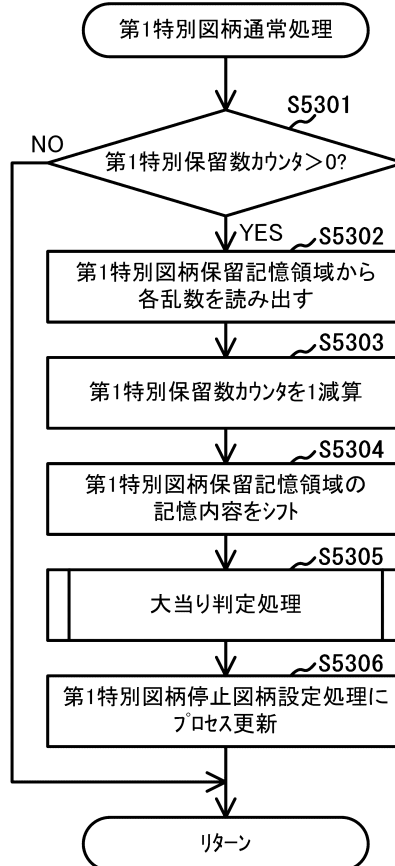 第1特別図柄通常処理
S5301
NO
第1特別保留数カウンタ＞0?
YES
S5302
第1特別図柄保留記憶領域から
各乱数を読み出す
S5303
第1特別保留数カウンタを1減算
S5304
第1特別図柄保留記憶領域の
記憶内容をシフト
S5305
大当り判定処理
S5306
第1特別図柄停止図柄設定処理に
プロセス更新
リターン